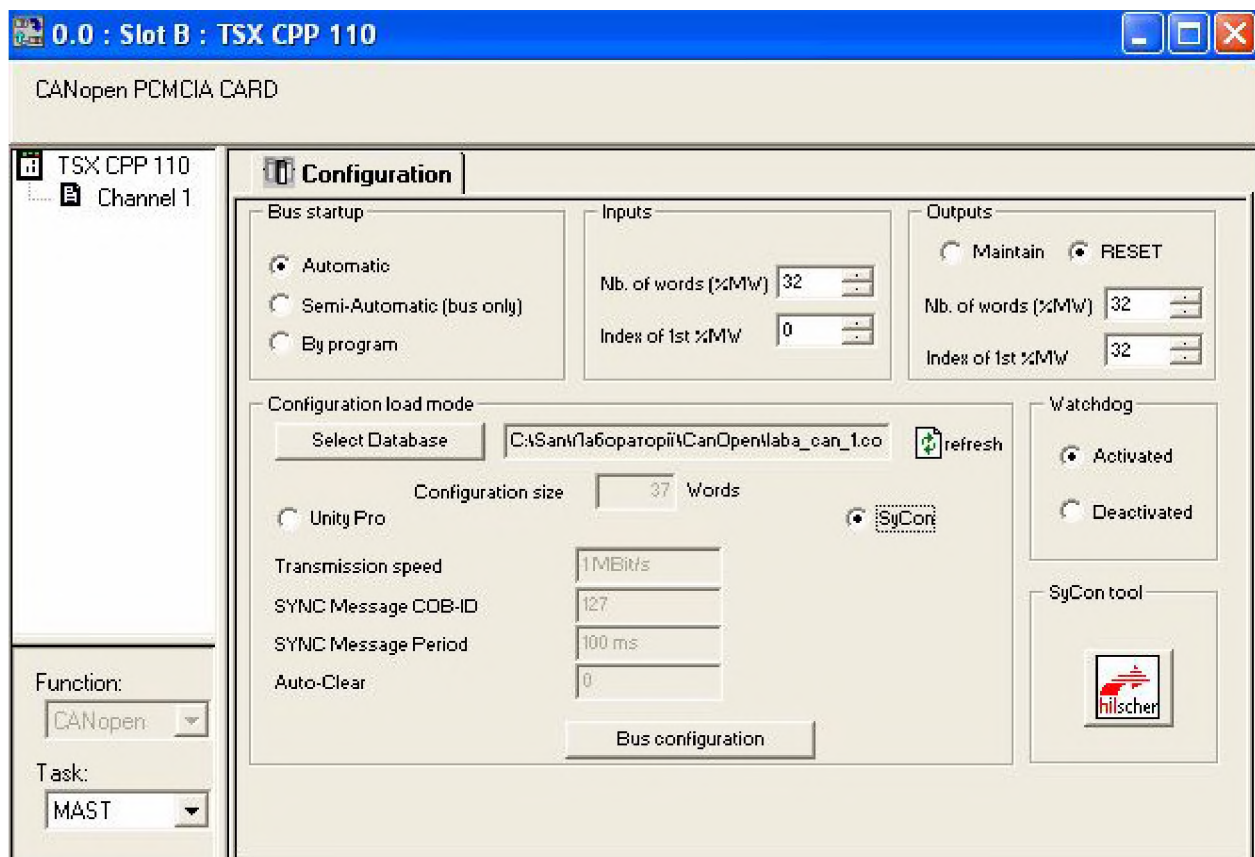 0.0 : Slot B : TSX CPP 110
CANopen PCMCIA CARD
TSX CPP 110
Channel 1
Function:
CANopen
Task:
MAST
Configuration
Bus startup
Automatic
Semi-Automatic (bus only)
By program
Inputs
Nb. of words (%MW) 32
Index of 1st %MW 0
Outputs
Maintain RESET
Nb. of words (%MW) 32
Index of 1st %MW 32
Configuration load mode
Select Database C:\San\Лабораторії\CanOpen\laba_can_1.co refresh
Configuration size 37 Words
Unity Pro SyCon
Transmission speed 1 MBit/s
SYNC Message COB-ID 127
SYNC Message Period 100 ms
Auto-Clear 0
Bus configuration
Watchdog
Activated
Deactivated
SyCon tool
hilscher